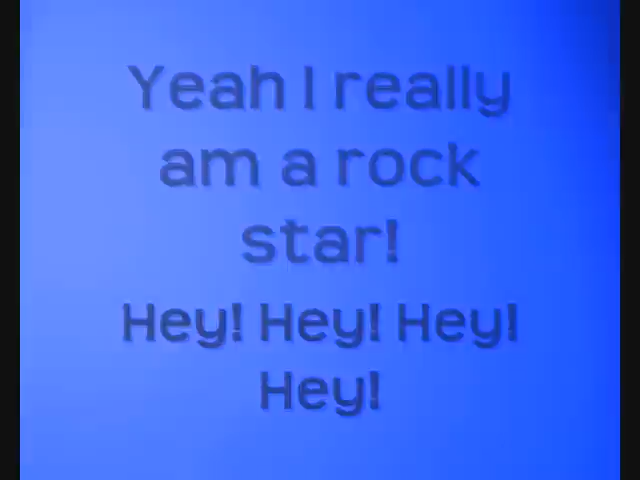 Yeah I really
am a rock
star!
Hey! Hey! Hey!
Hey!